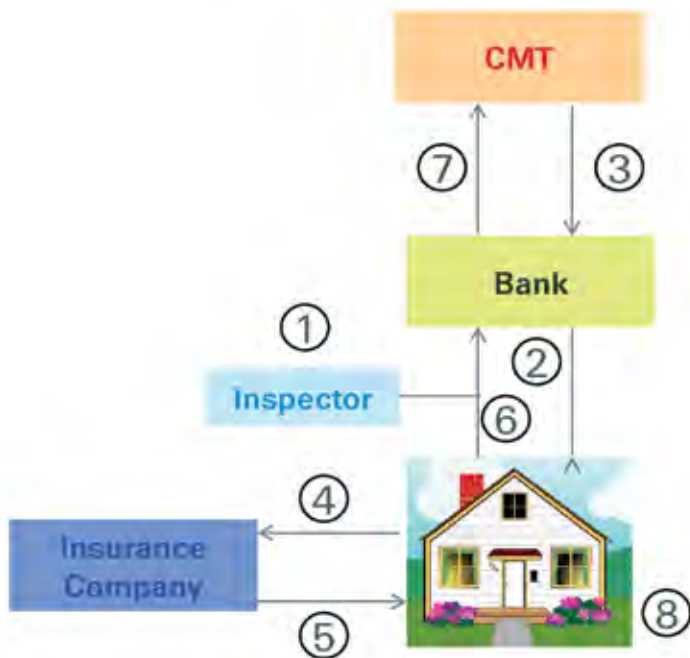 CMT
⑦
③
Bank
①
②
Inspector
⑥
④
Insurance
Company
⑤
⑧